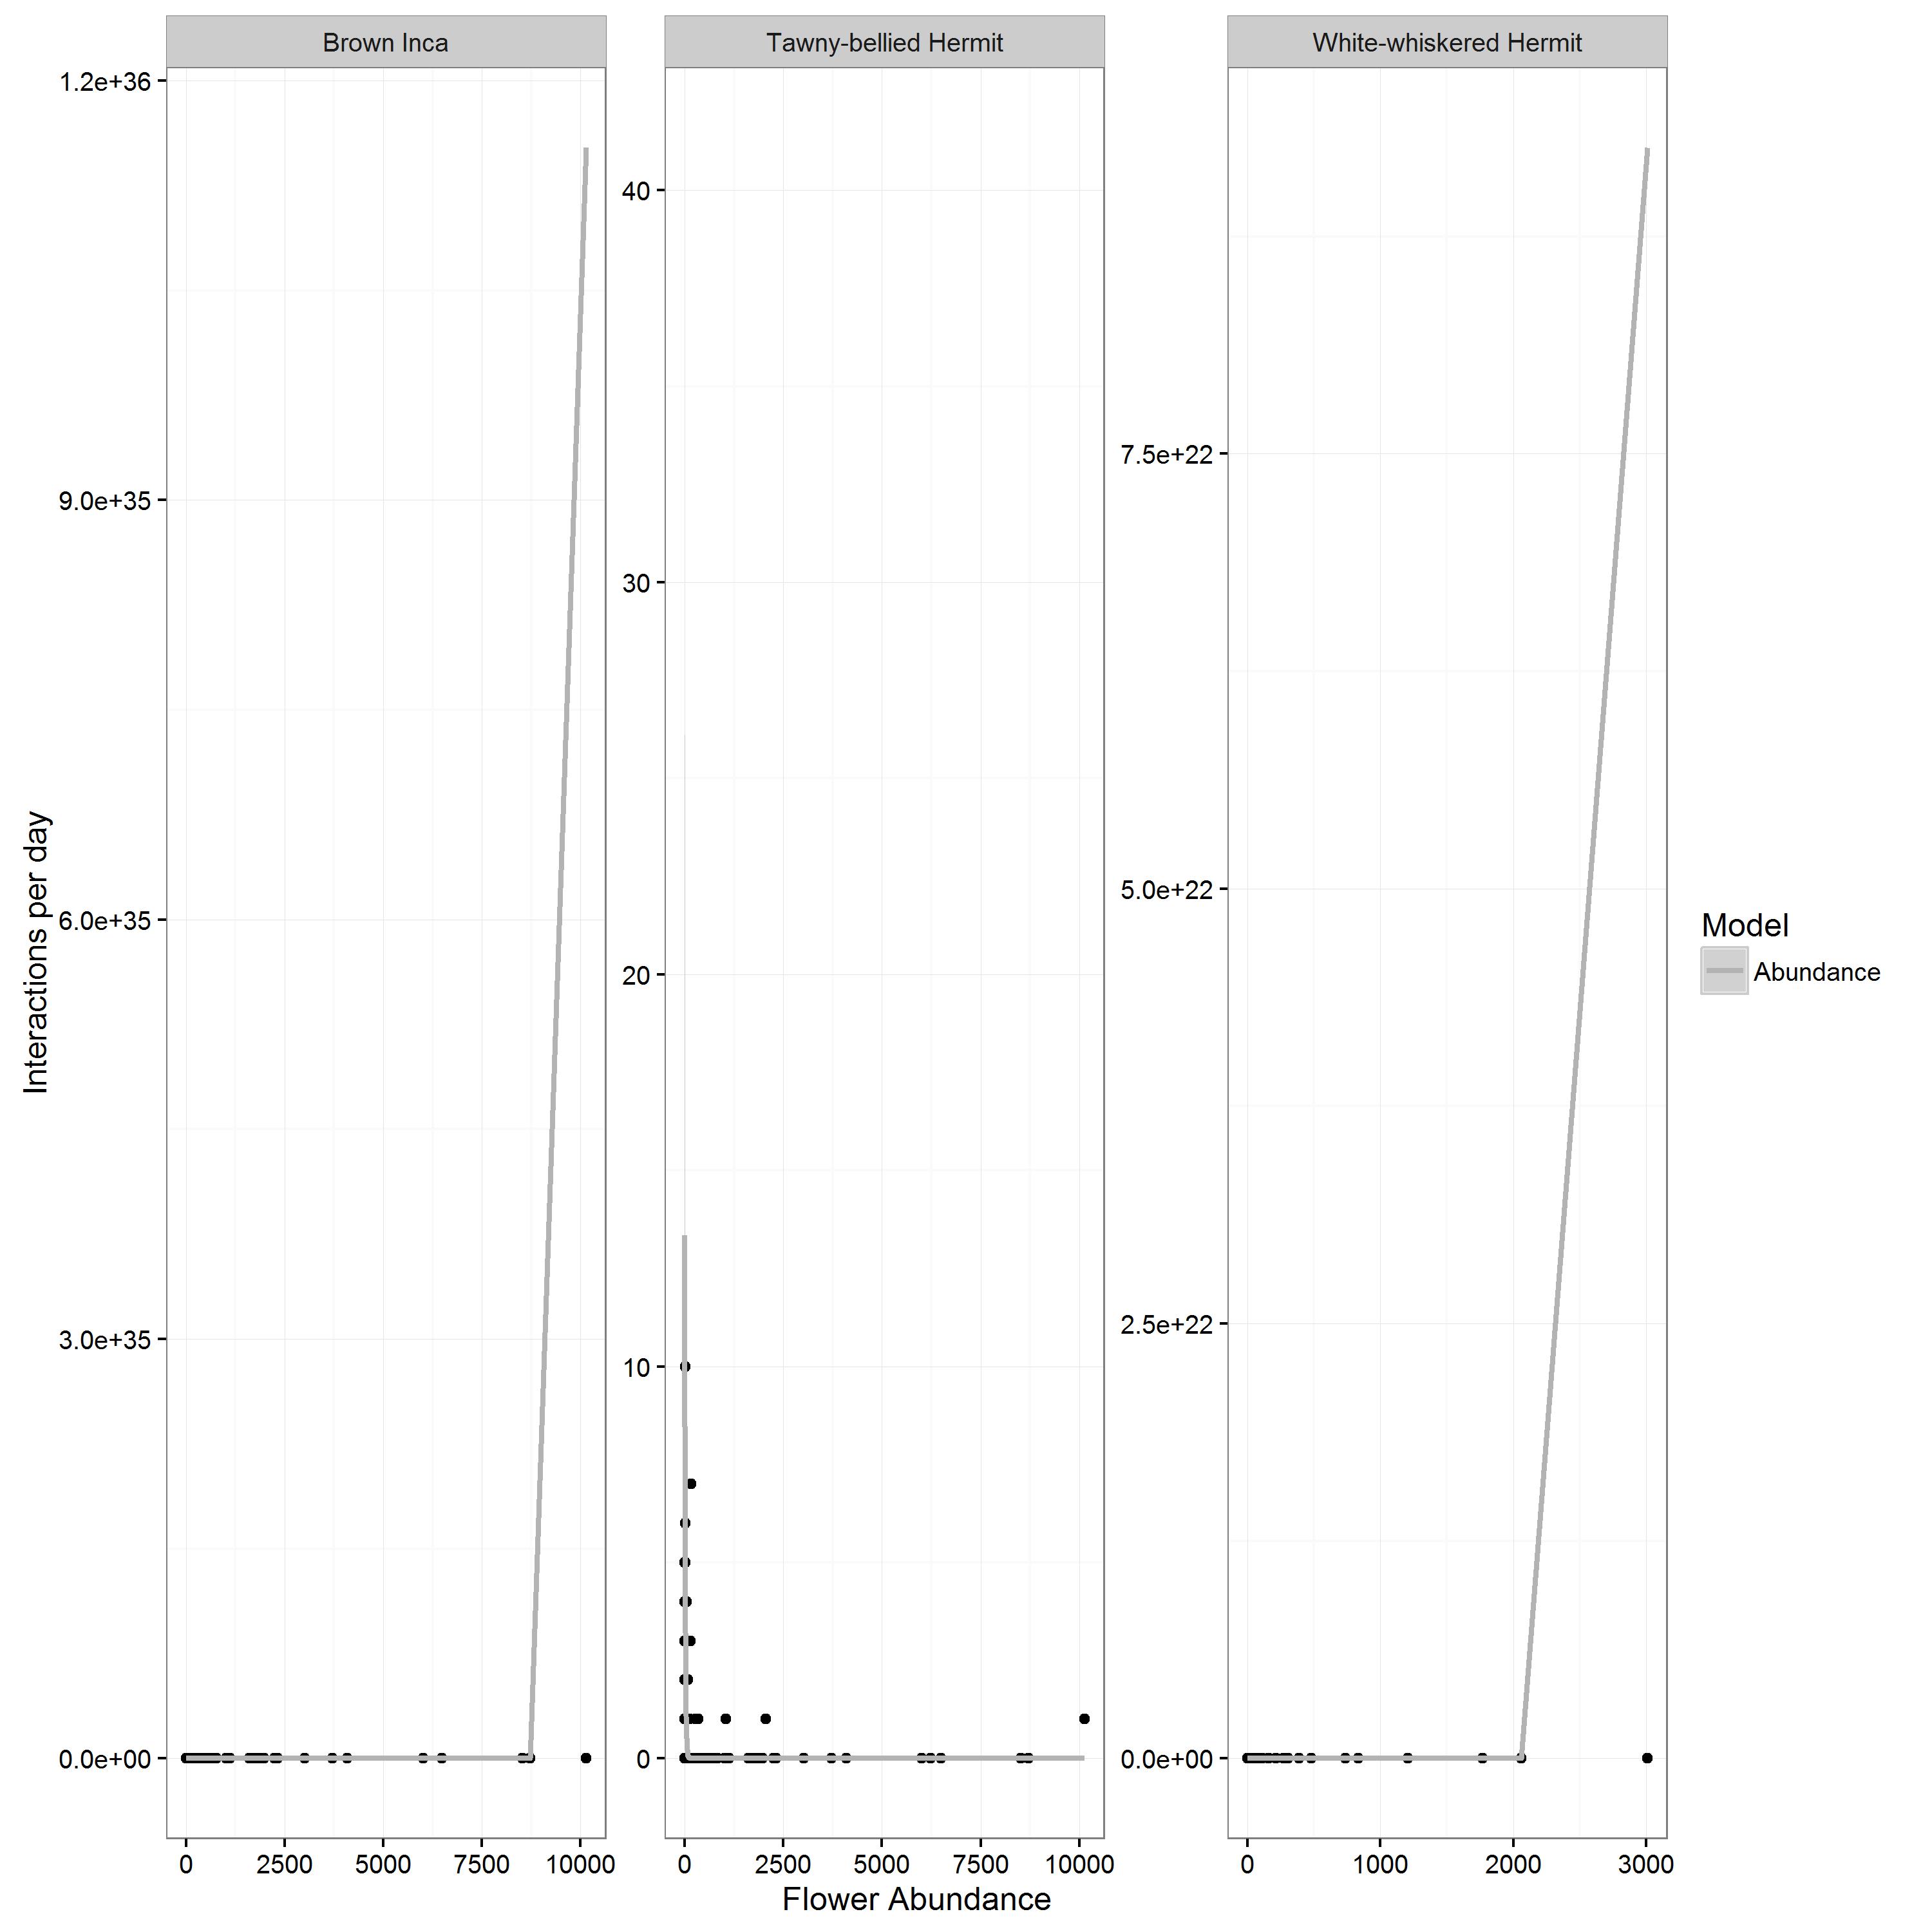 Brown Inca
Tawny-bellied Hermit
White-whiskered Hermit
Interactions per day
1.2e+36
9.0e+35
6.0e+35
3.0e+35
0.0e+00
0 2500 5000 7500 10000
40
30
20
10
0
0 2500 5000 7500 10000
7.5e+22
5.0e+22
2.5e+22
0.0e+00
0 1000 2000 3000
Flower Abundance
Model
Abundance